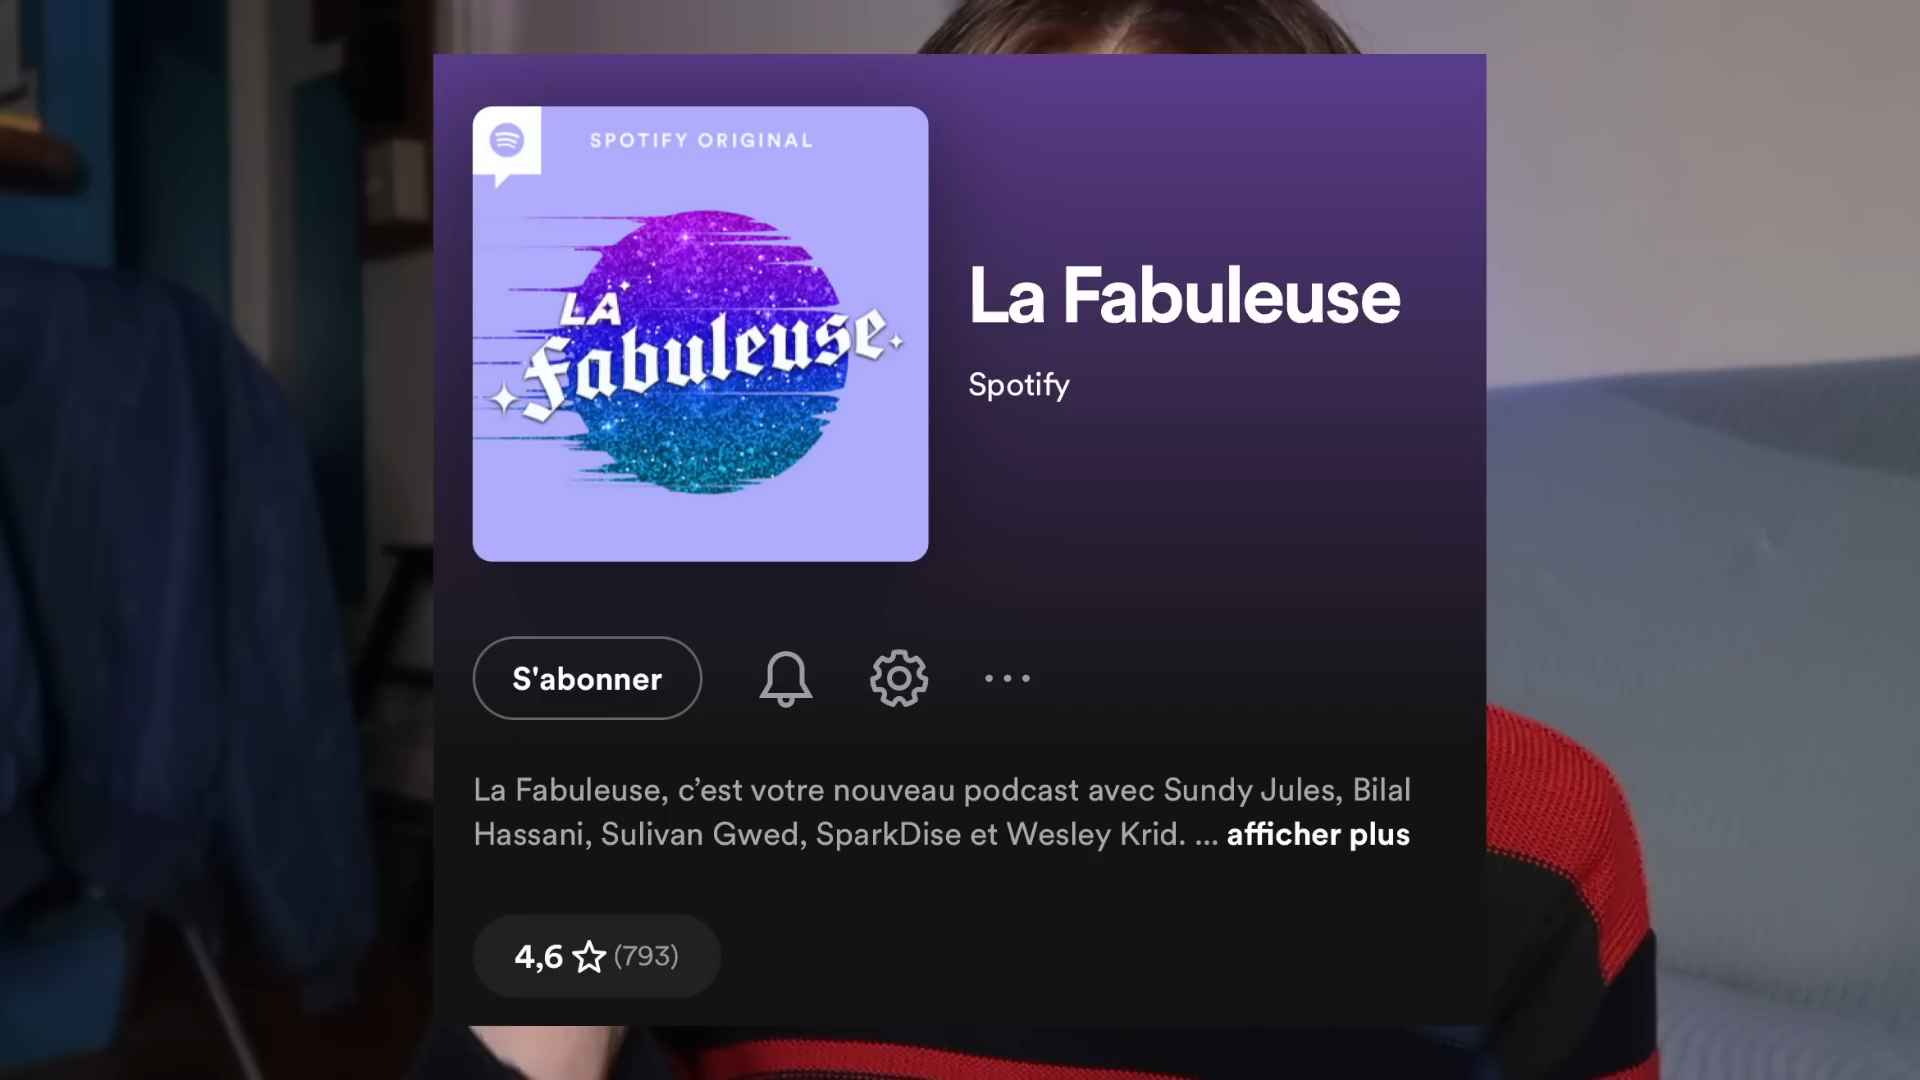 SPOTIFY ORIGINAL
LA
Fabuleuse
La Fabuleuse
Spotify
S'abonner
La Fabuleuse, c’est votre nouveau podcast avec Sundy Jules, Bilal
Hassani, Sulivan Gwed, SparkDise et Wesley Krid. ... afficher plus
4,6 (793)